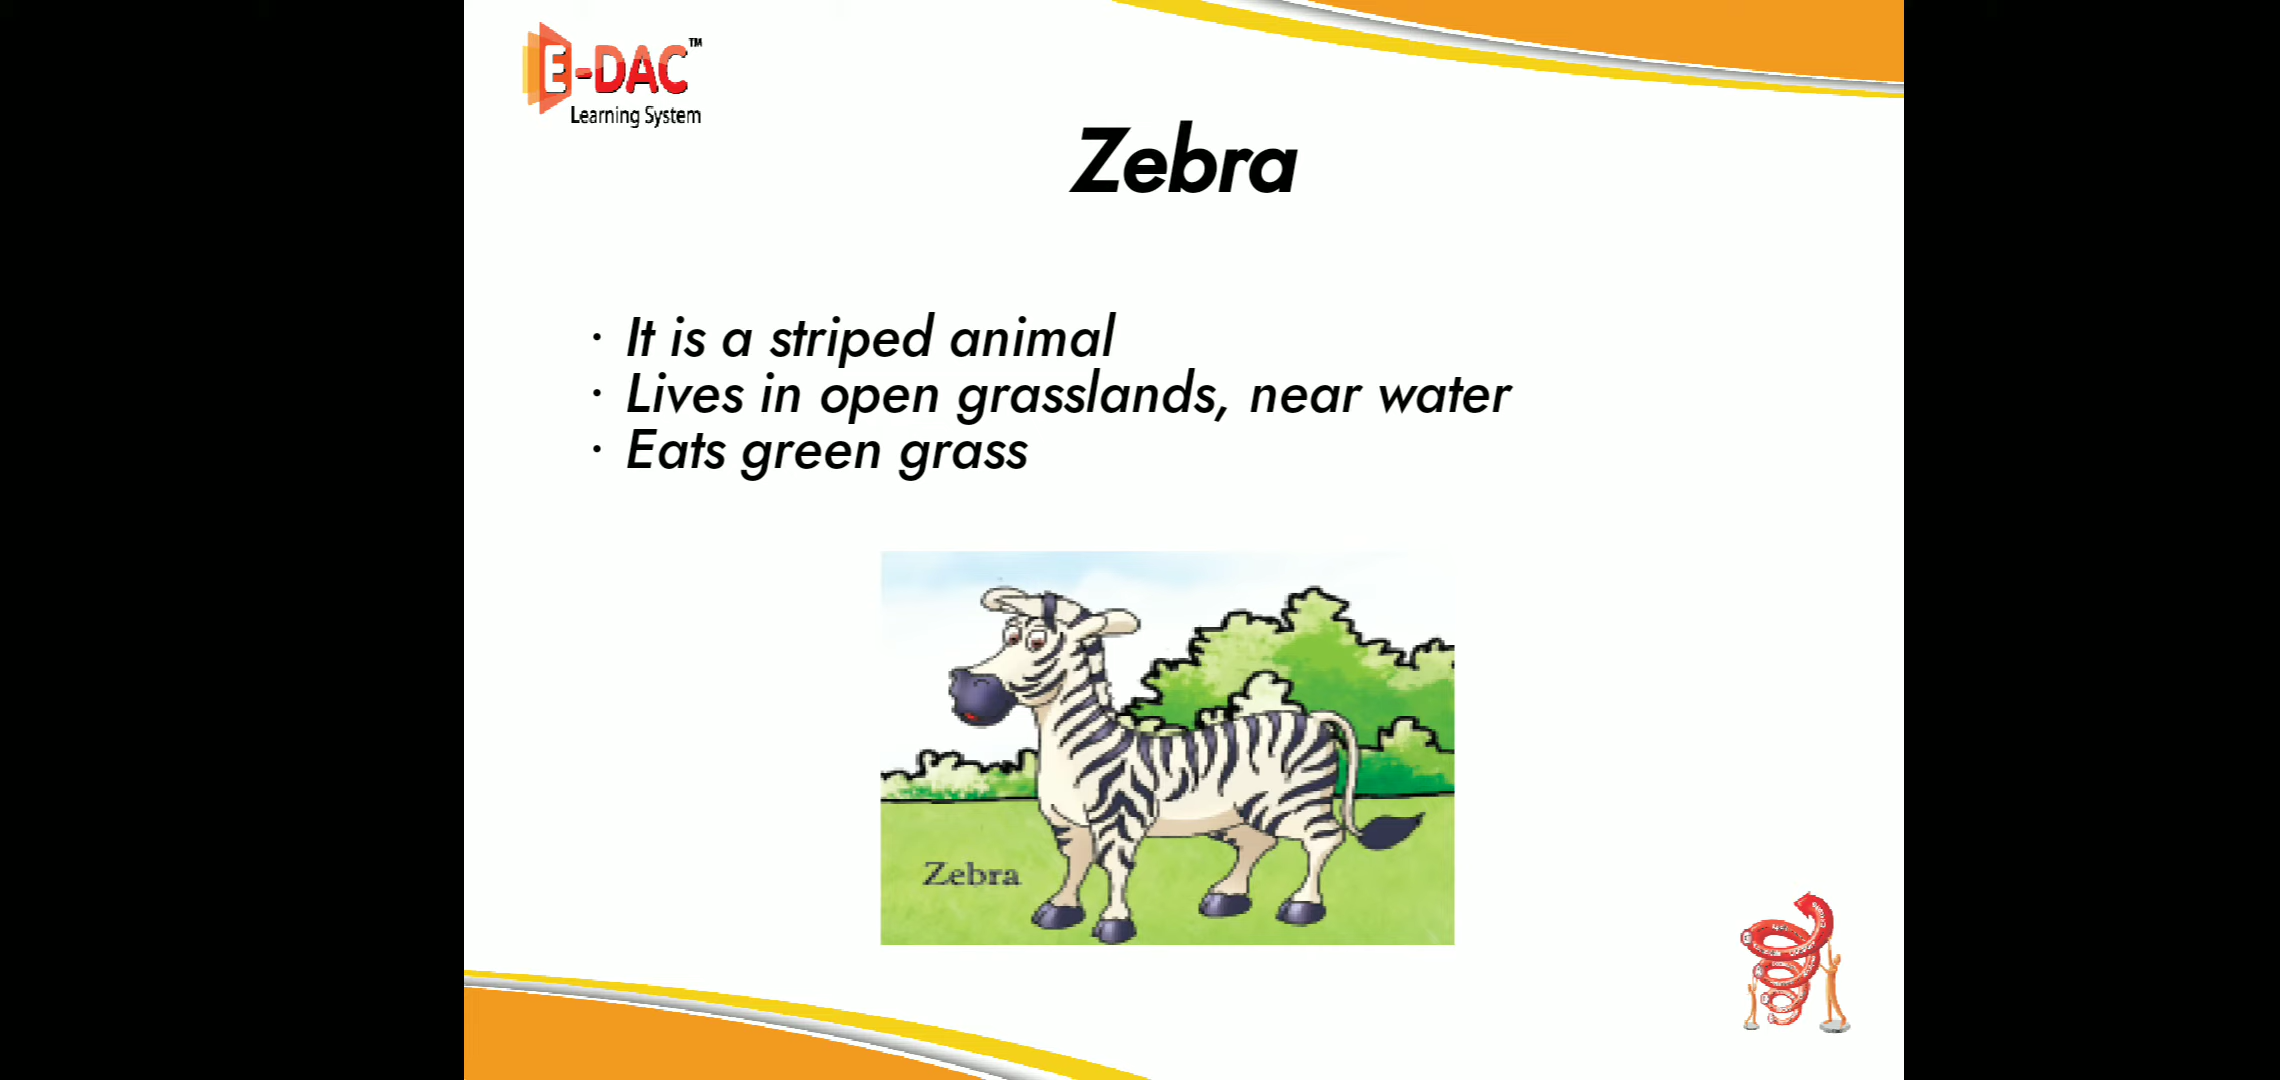 E-DAC™
Learning System
Zebra
· It is a striped animal
· Lives in open grasslands, near water
· Eats green grass
Zebra